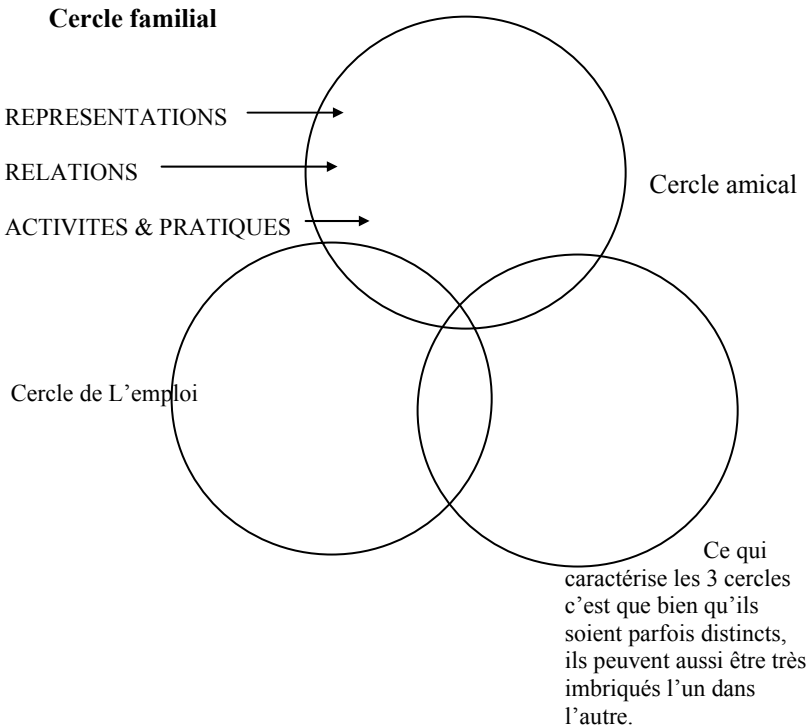 Cercle familial
REPRESENTATIONS
RELATIONS
Cercle amical
ACTIVITES & PRATIQUES
Cercle de L’emploi
Ce qui
caractérise les 3 cercles
c’est que bien qu’ils
soient parfois distincts,
ils peuvent aussi être très
imbriqués l’un dans
l’autre.